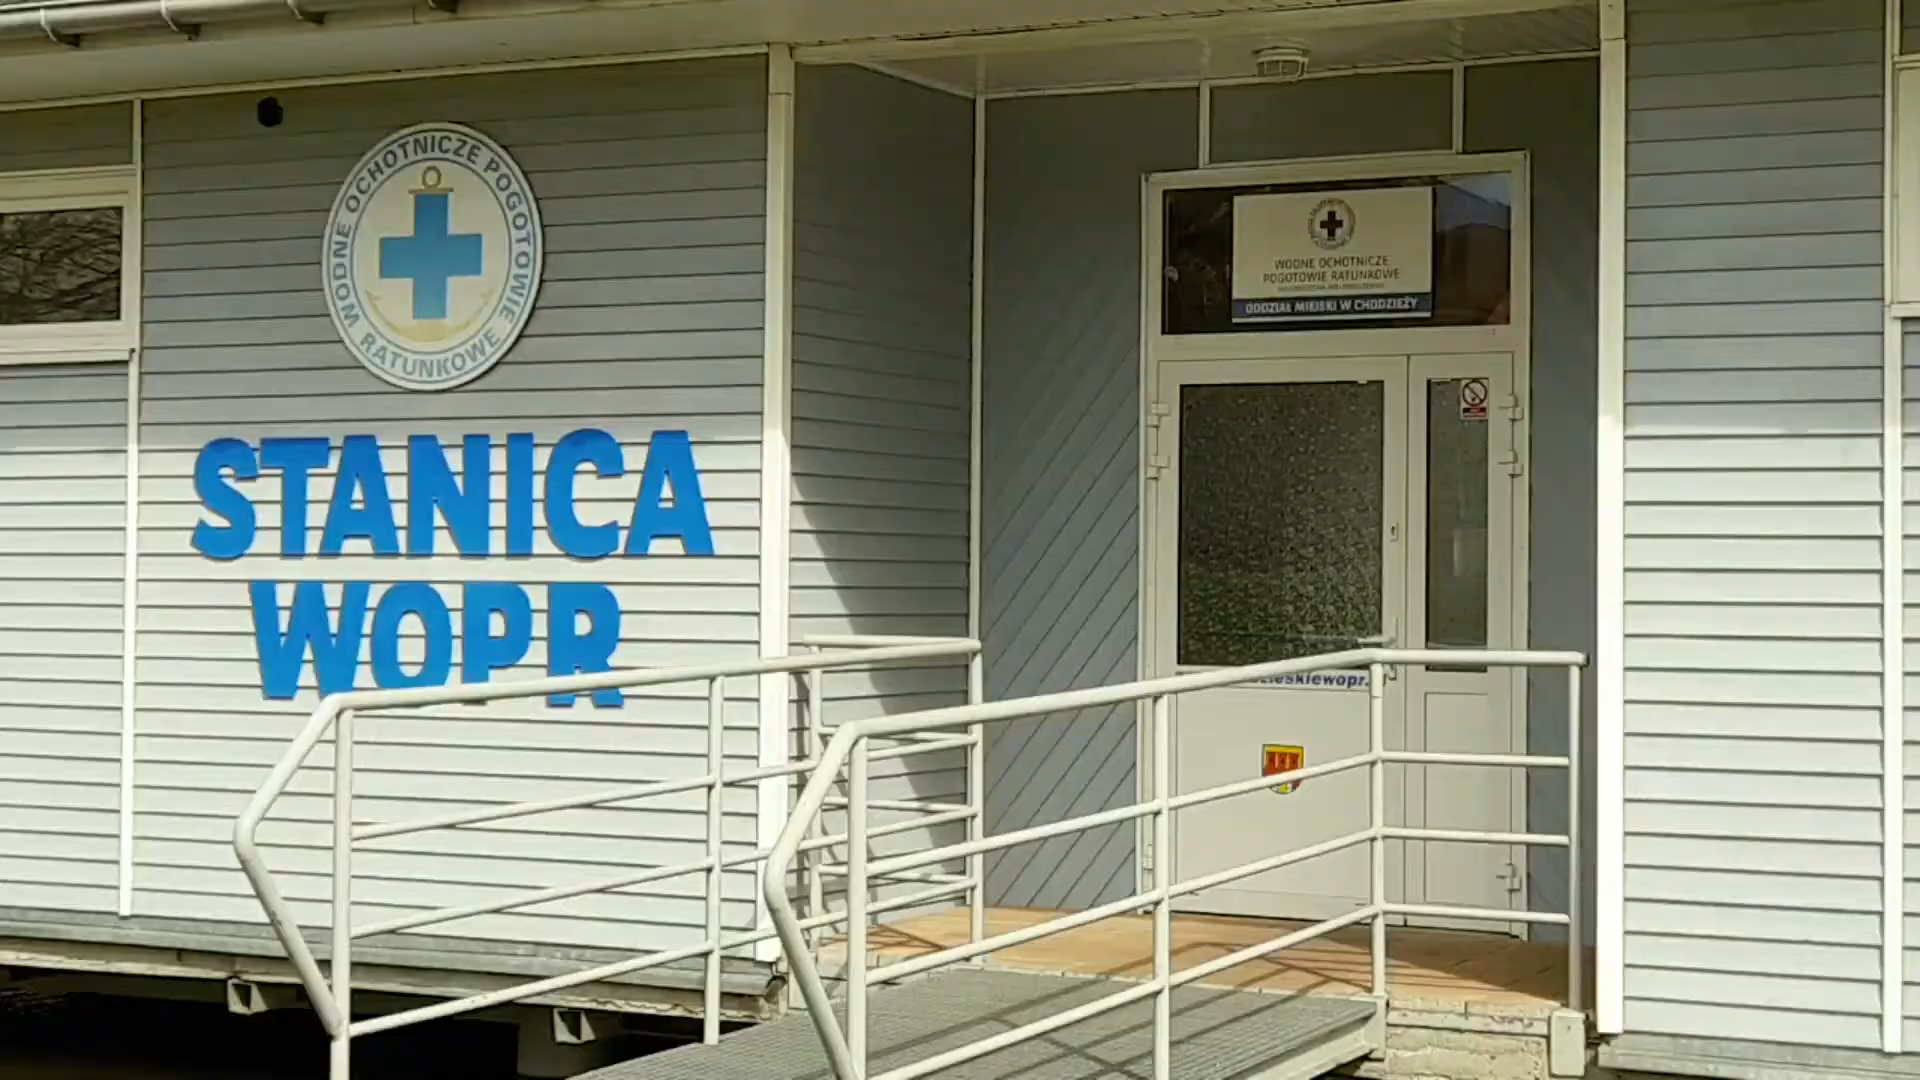 WODNE OCHOTNICZE POGOTOWIE
RATUNKOWE
STANICA
WOPR
WODNE OCHOTNICZE
POGOTOWIE RATUNKOWE
ODDZIAŁ MIEJSKI W CHODZIEŻY